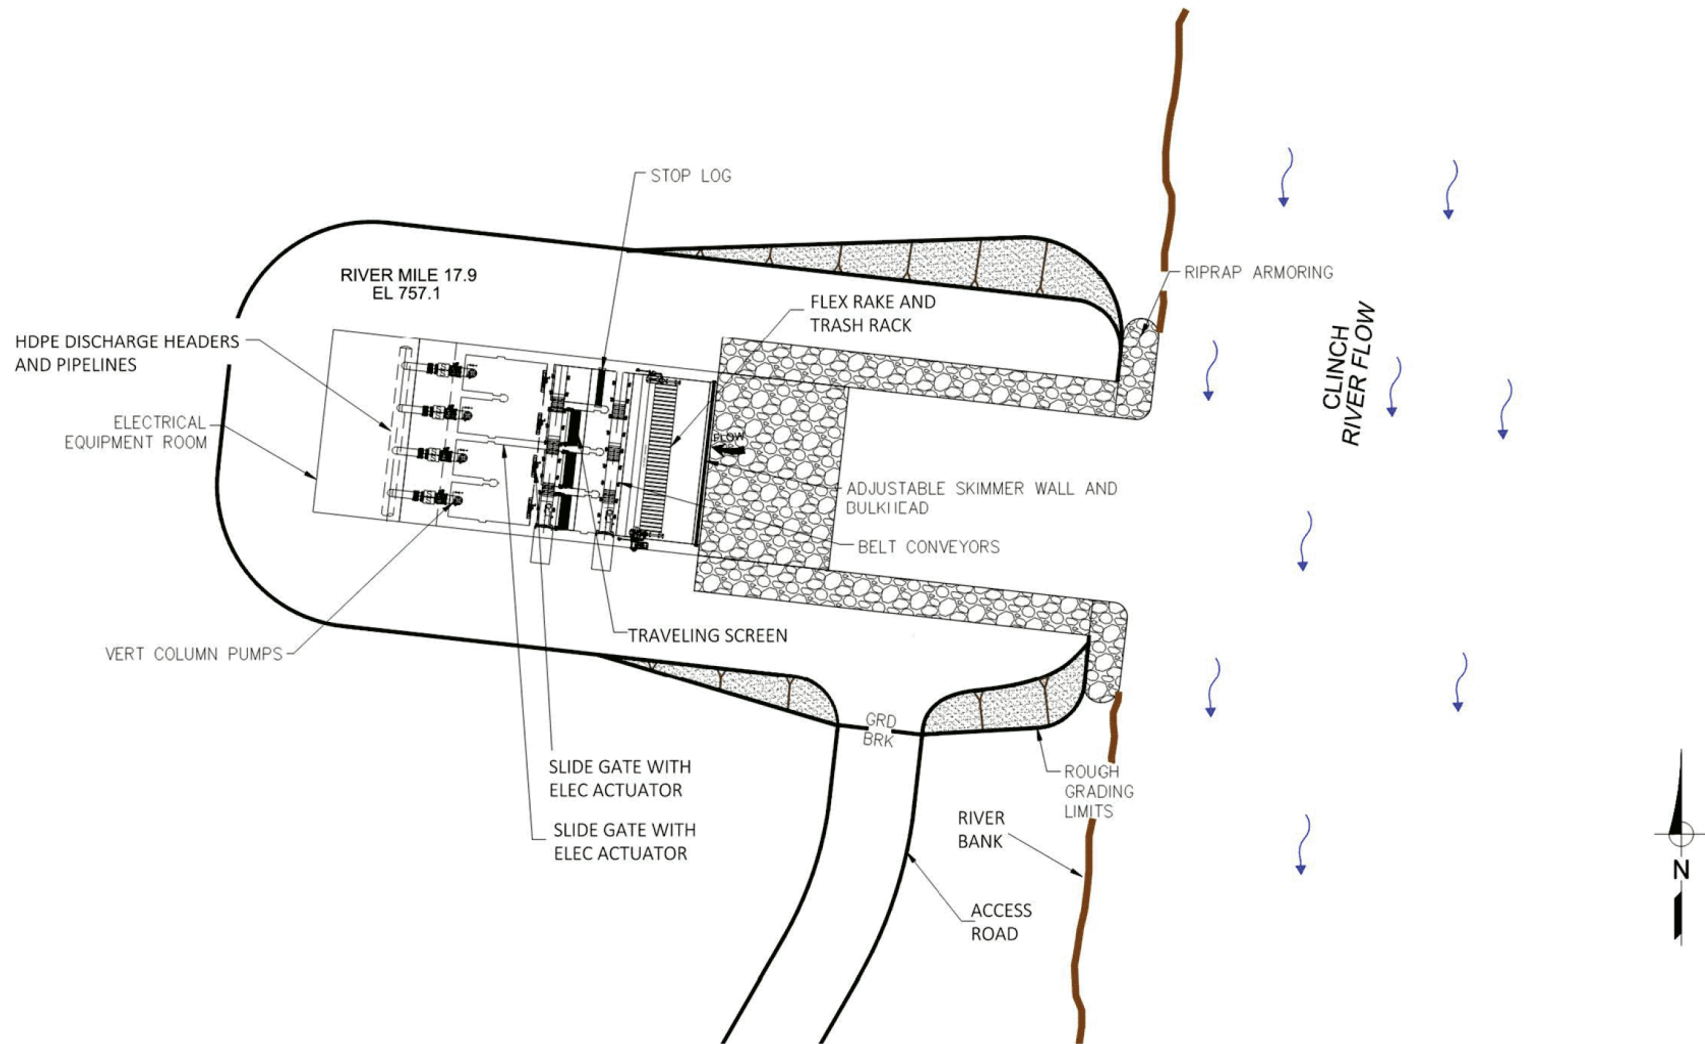 STOP LOG
RIVER MILE 17.9
EL 757.1
RIPRAP ARMORING
FLEX RAKE AND
TRASH RACK
HDPE DISCHARGE HEADERS
AND PIPELINES
CLINCH
RIVER FLOW
ELECTRICAL
EQUIPMENT ROOM
FLOW
ADJUSTABLE SKIMMER WALL AND
BULKHEAD
BELT CONVEYORS
TRAVELING SCREEN
VERT COLUMN PUMPS
GRD
BRK
SLIDE GATE WITH
ELEC ACTUATOR
ROUGH
GRADING
LIMITS
SLIDE GATE WITH
ELEC ACTUATOR
RIVER
BANK
N
ACCESS
ROAD